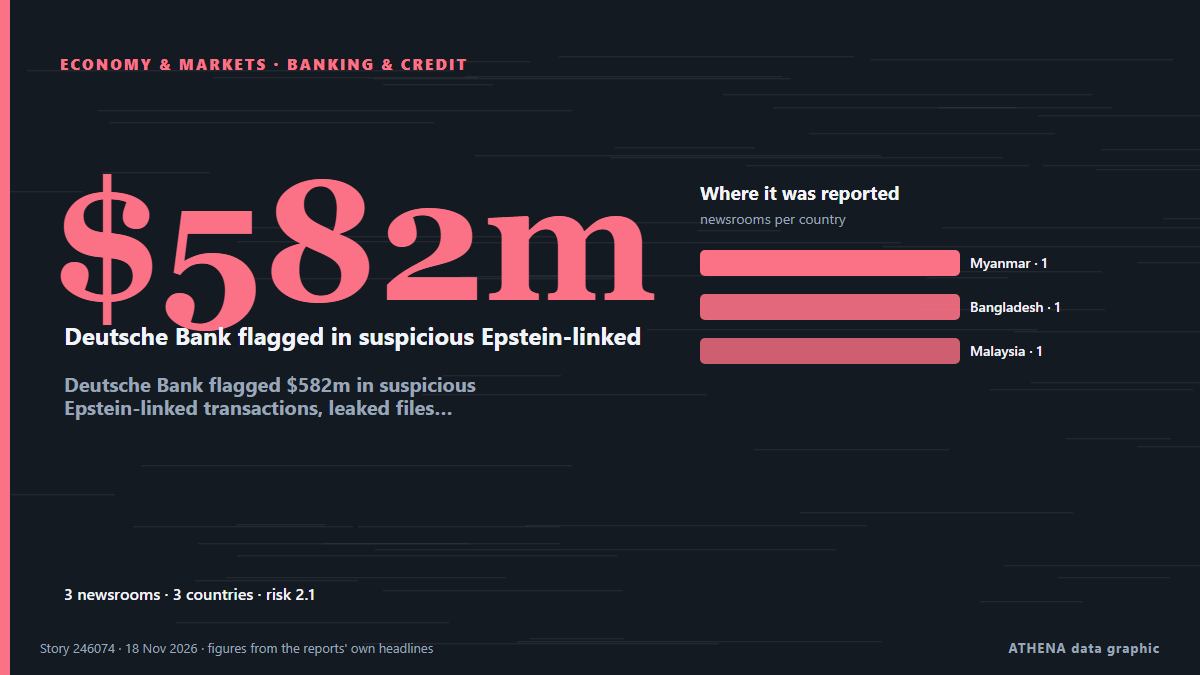 ECONOMY & MARKETS · BANKING & CREDIT
$582m
Deutsche Bank flagged in suspicious Epstein-linked
Deutsche Bank flagged $582m in suspicious
Epstein-linked transactions, leaked files…
Where it was reported
newsrooms per country
Myanmar · 1
Bangladesh · 1
Malaysia · 1
3 newsrooms · 3 countries · risk 2.1
Story 246074 · 18 Nov 2026 · figures from the reports' own headlines
ATHENA data graphic